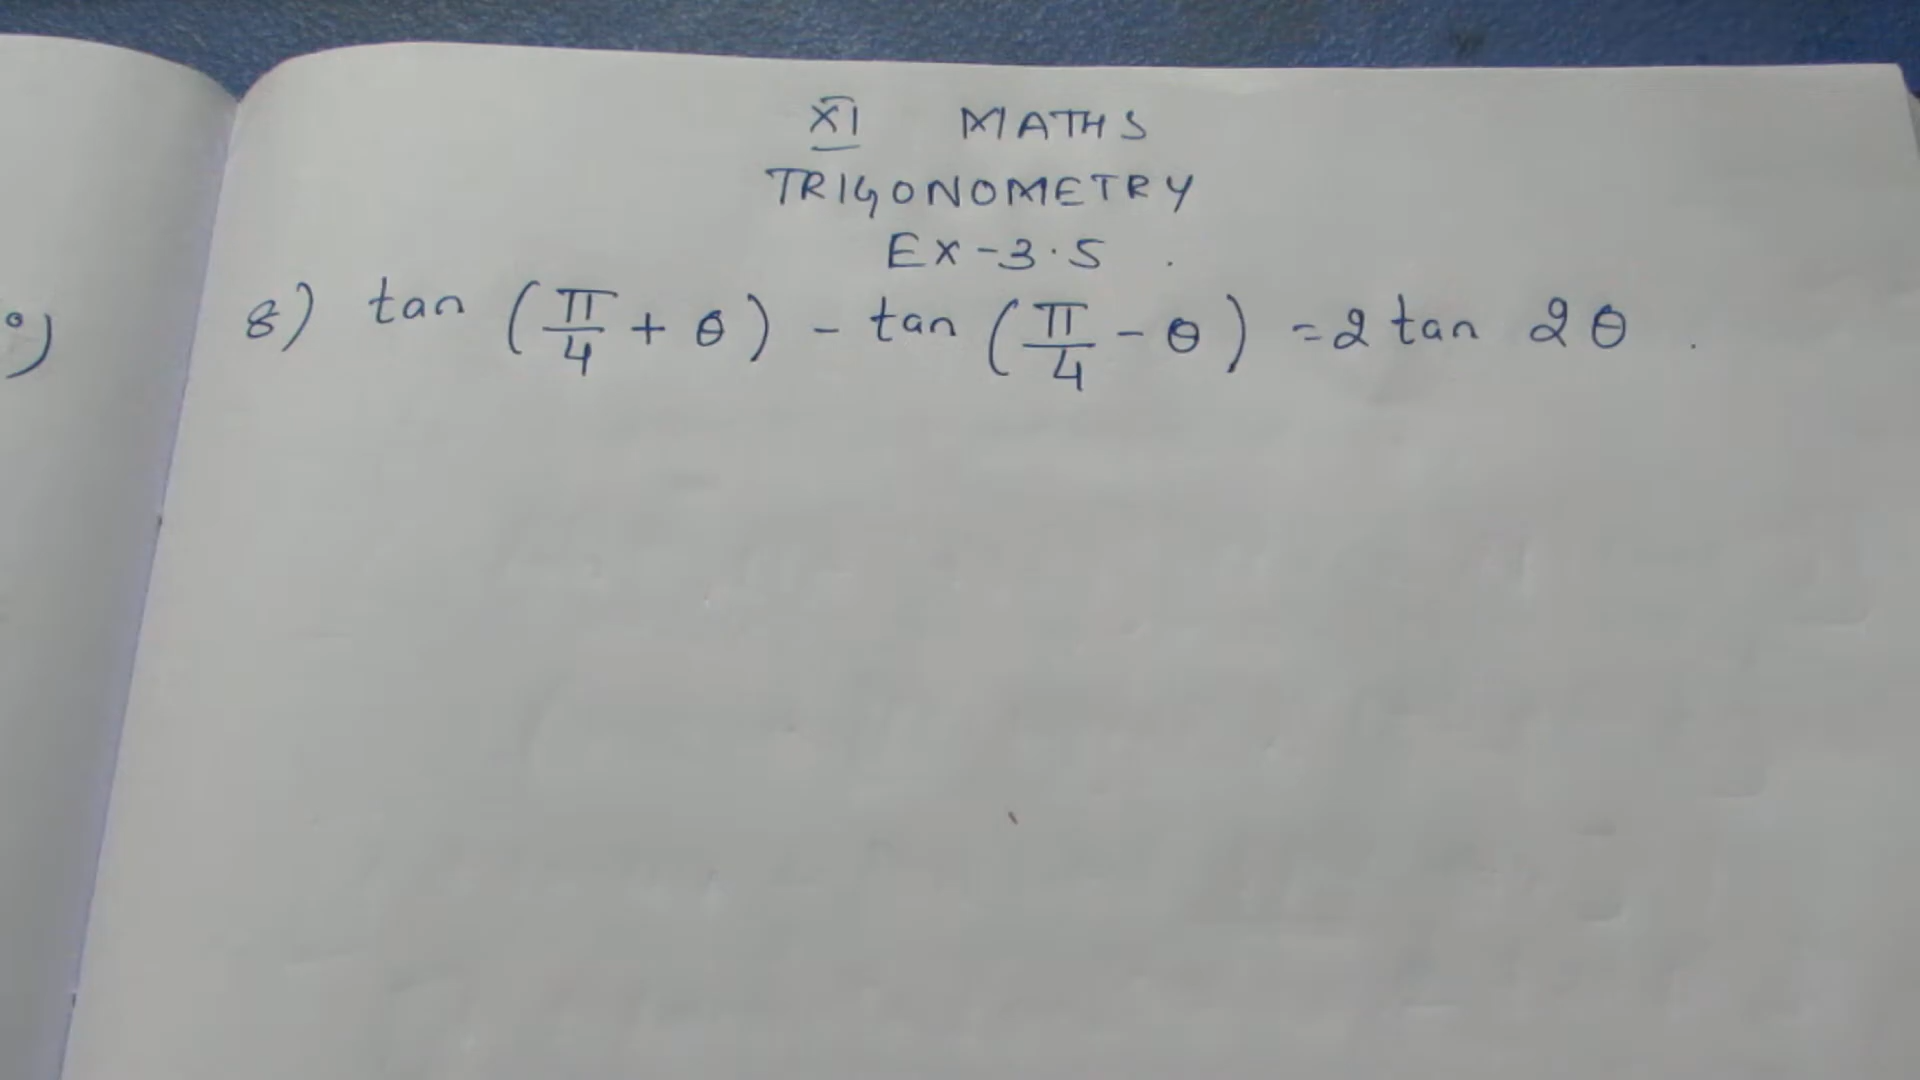 XI MATHS
TRIGONOMETRY
EX-3.5.
8) tan (π/4 + θ) - tan (π/4 - θ) = 2 tan 2θ.